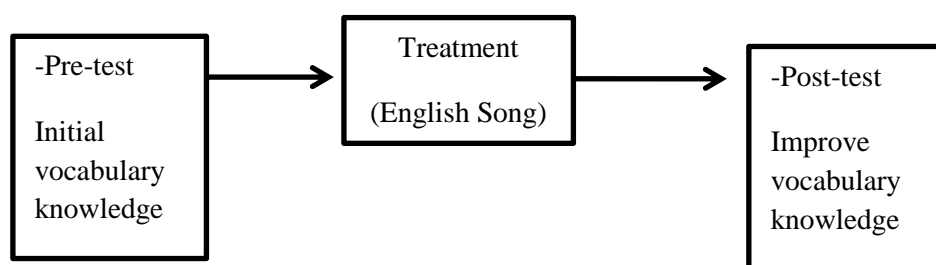 -Pre-test
Initial
vocabulary
knowledge
Treatment
(English Song)
-Post-test
Improve
vocabulary
knowledge